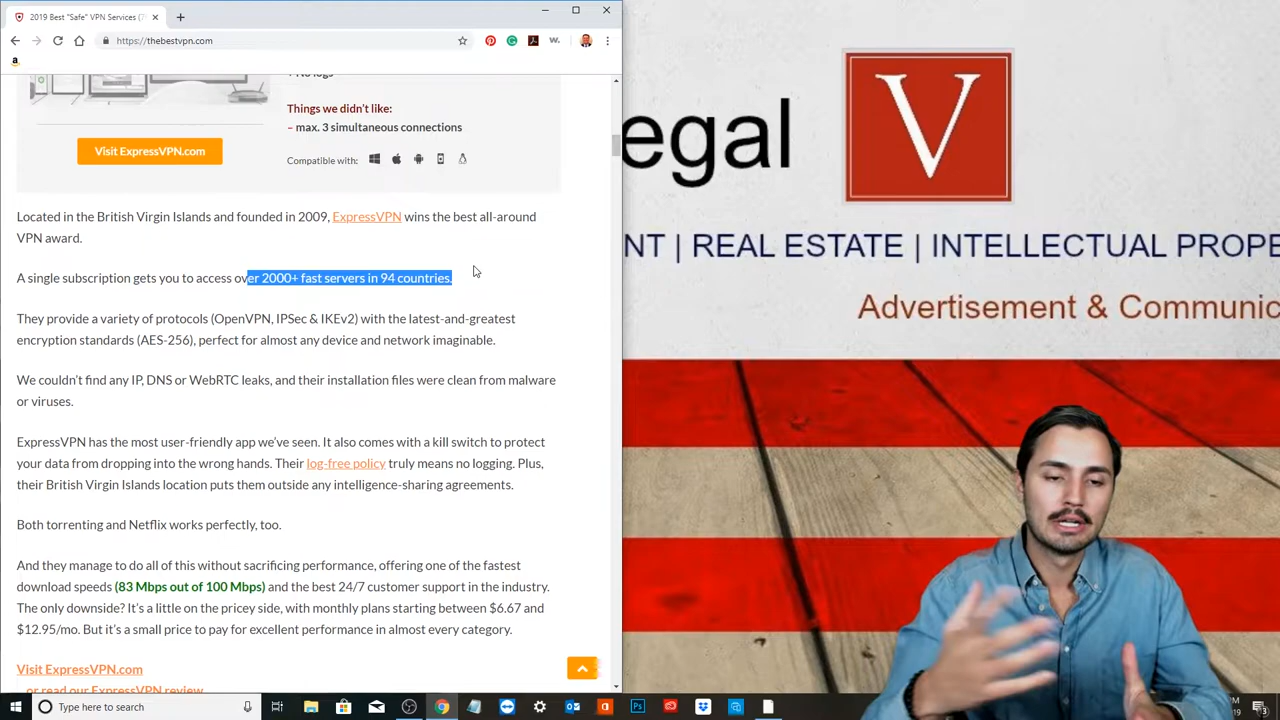 2019 Best "Safe" VPN Services (7
https://thebestvpn.com
No logs
Things we didn't like:
– max. 3 simultaneous connections
Visit ExpressVPN.com
Compatible with:
Located in the British Virgin Islands and founded in 2009, ExpressVPN wins the best all-around
VPN award.
A single subscription gets you to access over 2000+ fast servers in 94 countries.
They provide a variety of protocols (OpenVPN, IPSec & IKEv2) with the latest-and-greatest
encryption standards (AES-256), perfect for almost any device and network imaginable.
We couldn't find any IP, DNS or WebRTC leaks, and their installation files were clean from malware
or viruses.
ExpressVPN has the most user-friendly app we've seen. It also comes with a kill switch to protect
your data from dropping into the wrong hands. Their log-free policy truly means no logging. Plus,
their British Virgin Islands location puts them outside any intelligence-sharing agreements.
Both torrenting and Netflix works perfectly, too.
And they manage to do all of this without sacrificing performance, offering one of the fastest
download speeds (83 Mbps out of 100 Mbps) and the best 24/7 customer support in the industry.
The only downside? It's a little on the pricey side, with monthly plans starting between $6.67 and
$12.95/mo. But it's a small price to pay for excellent performance in almost every category.
Visit ExpressVPN.com
or read our ExpressVPN review
Type here to search
egal
V
NT | REAL ESTATE | INTELLECTUAL PROPE
Advertisement & Communic